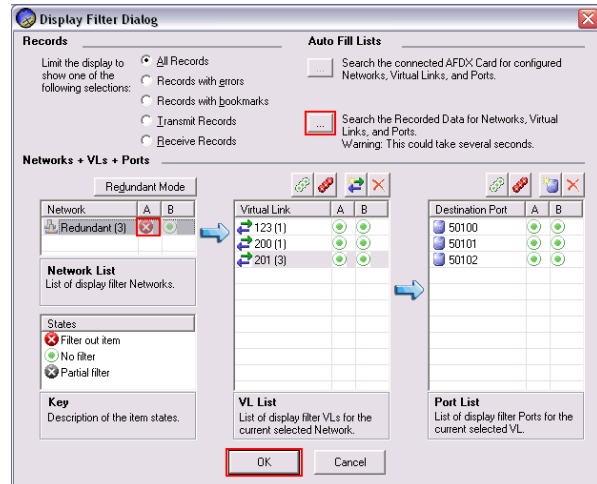 Display Filter Dialog
Records
Limit the display to
show one of the
following selections:
All Records
Records with errors
Records with bookmarks
Transmit Records
Receive Records
Auto Fill Lists
...
Search the connected AFDX Card for configured
Networks, Virtual Links, and Ports.
...
Search the Recorded Data for Networks, Virtual
Links, and Ports.
Warning: This could take several seconds.
Networks + VLs + Ports
Redundant Mode
Network A B
Redundant (3)
Network List
List of display filter Networks.
States
Filter out item
No filter
Partial filter
Key
Description of the item states.
Virtual Link A B
123 (1)
200 (1)
201 (3)
VL List
List of display filter VLs for the
current selected Network.
Destination Port A B
50100
50101
50102
Port List
List of display filter Ports for the
current selected VL.
OK
Cancel